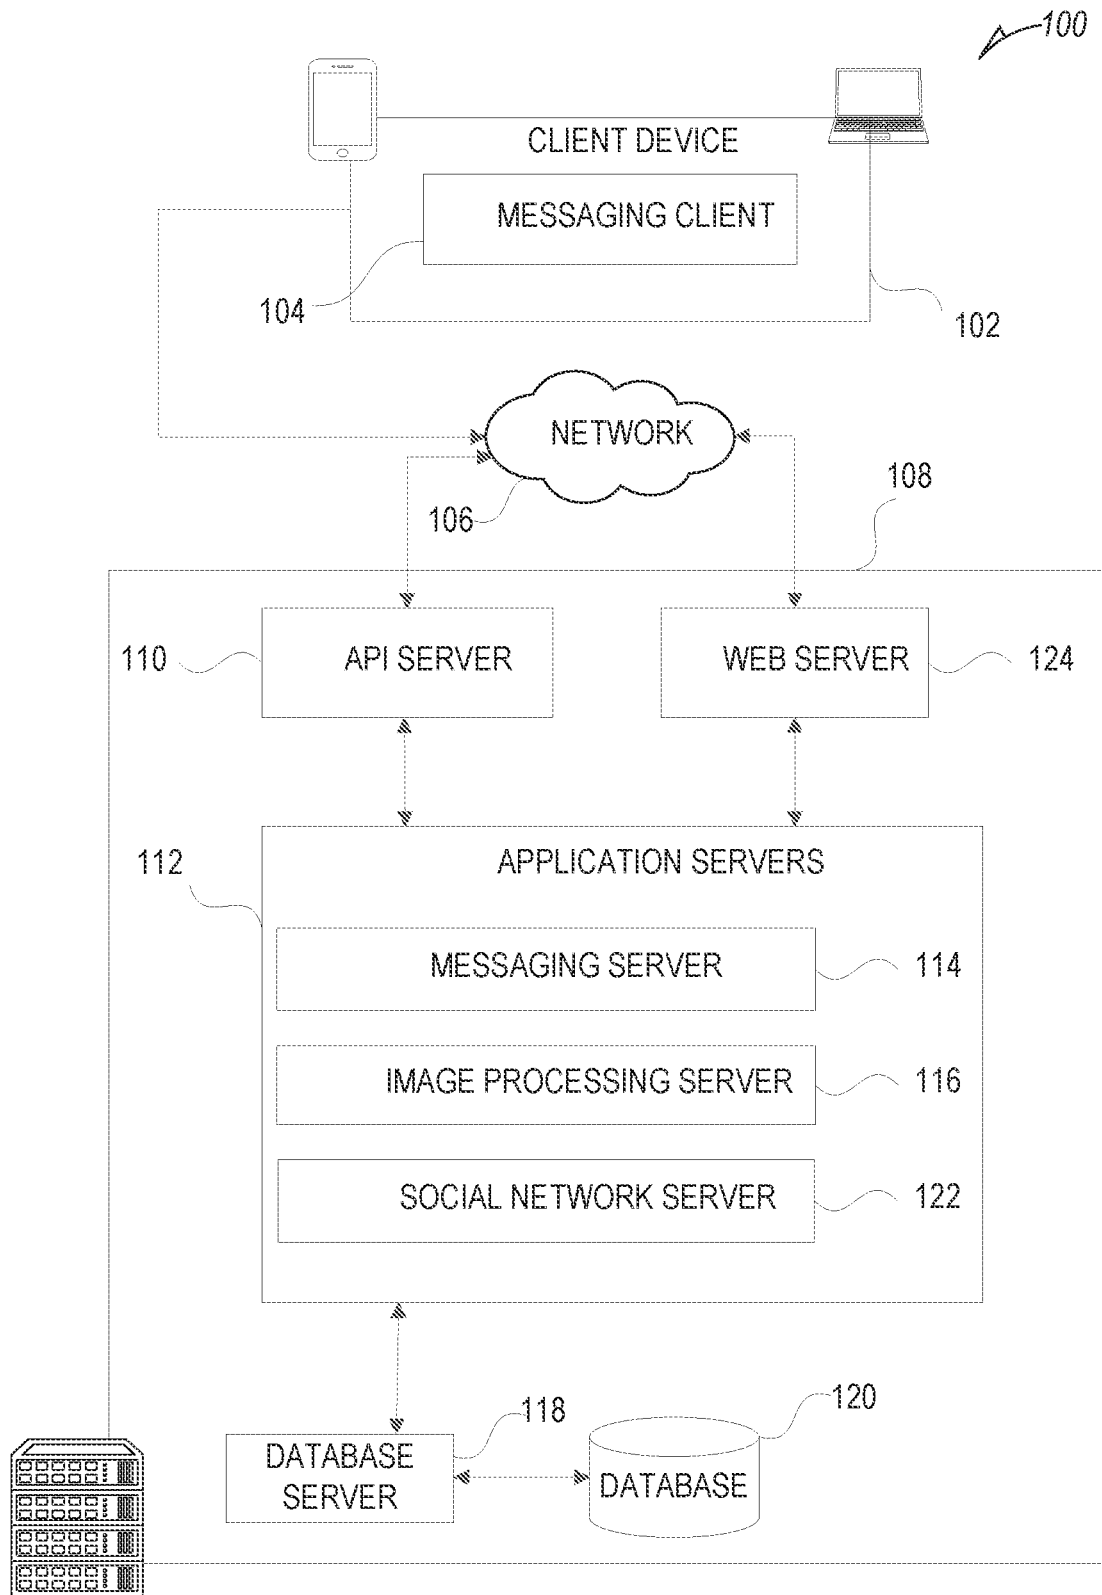 100
CLIENT DEVICE
MESSAGING CLIENT
104
102
NETWORK
106
108
110
API SERVER
WEB SERVER
124
112
APPLICATION SERVERS
MESSAGING SERVER
114
IMAGE PROCESSING SERVER
116
SOCIAL NETWORK SERVER
122
118
120
DATABASE
SERVER
DATABASE